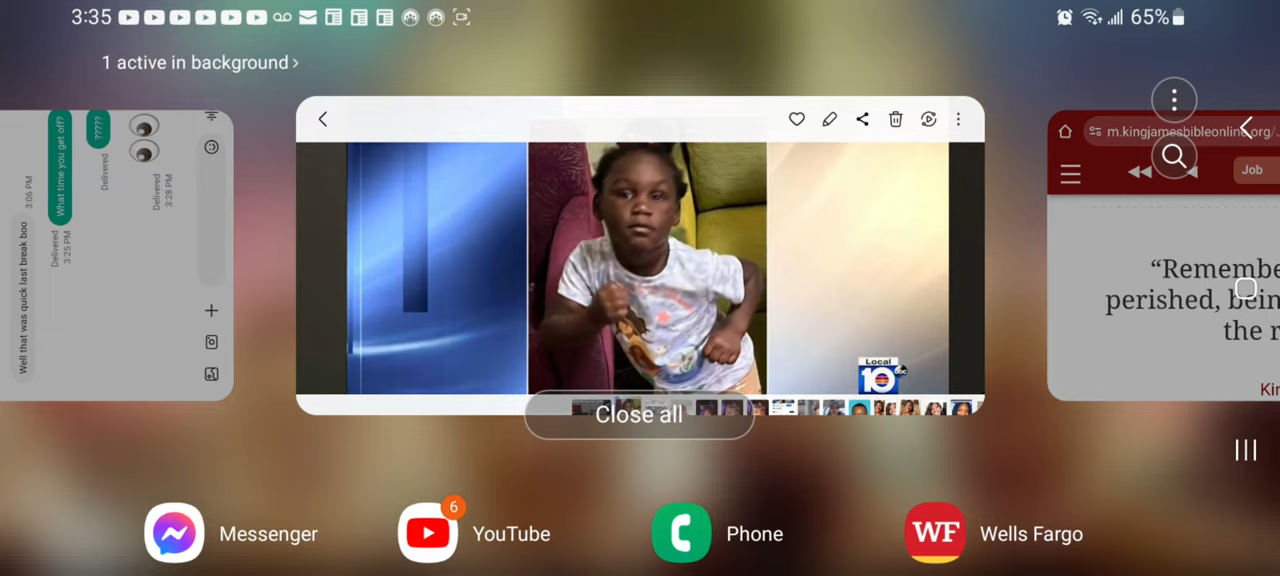 3:35
65%
1 active in background >
What time you get off?
?????
Delivered
3:06 PM
Delivered
3:25 PM
Delivered
3:28 PM
Well that was quick last break boo
Local
10
abc
m.kingjamesbibleonline.org/
Job
“Remembe
perished, bein
the r
Kin
Close all
Messenger
6
YouTube
Phone
WF
Wells Fargo